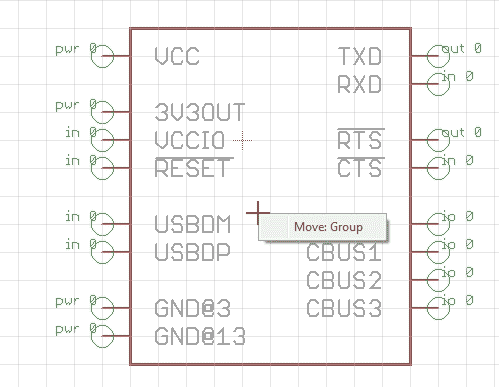 pwr 0 VCC TXD out 0
RXD in 0
pwr 0 3V3OUT
in 0 VCCIO RTS out 0
in 0 RESET CTS in 0
in 0 USBDM Move: Group io 0
in 0 USBDP CBUS1 io 0
CBUS2 io 0
pwr 0 GND@3 CBUS3 io 0
pwr 0 GND@13